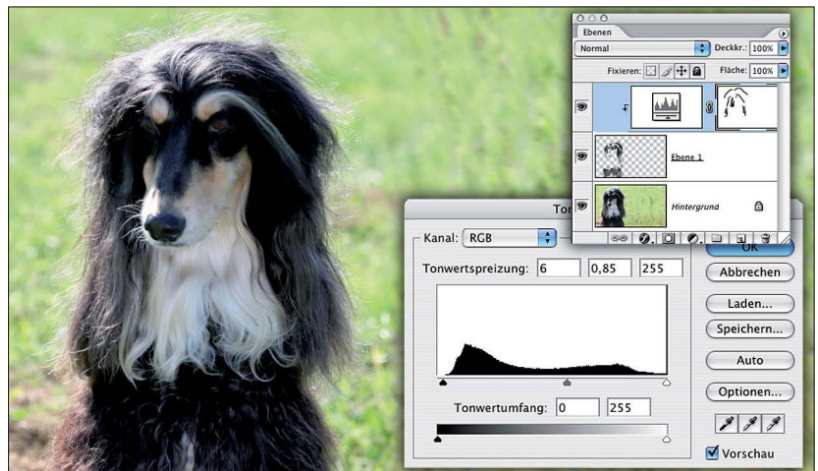 Ebenen
Normal Deckkr.: 100%
Fixieren: Fläche: 100%
Ebene 1
Hintergrund
Kanal: RGB
OK
Tonwertspreizung: 6 0,85 255
Abbrechen
Laden...
Speichern...
Auto
Optionen...
Tonwertumfang: 0 255
Vorschau